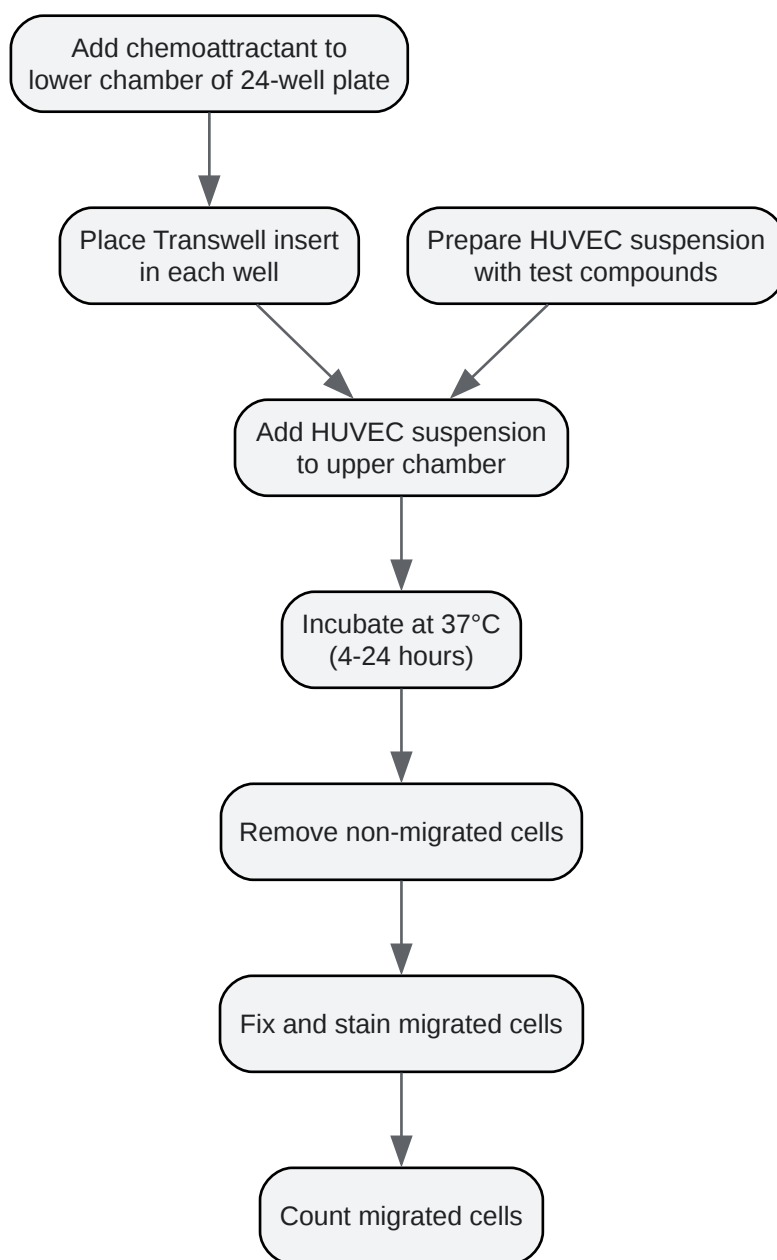 Add chemoattractant to
lower chamber of 24-well plate
Place Transwell insert
in each well
Prepare HUVEC suspension
with test compounds
Add HUVEC suspension
to upper chamber
Incubate at 37°C
(4-24 hours)
Remove non-migrated cells
Fix and stain migrated cells
Count migrated cells